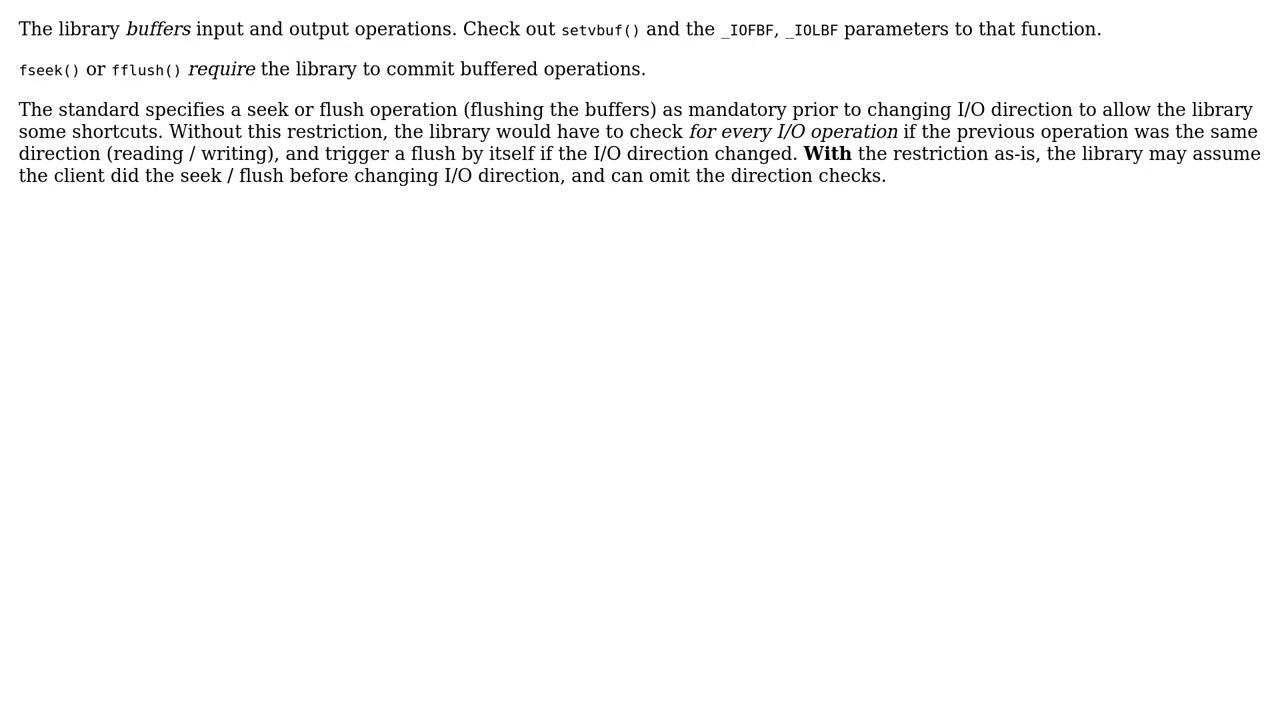 The library buffers input and output operations. Check out setvbuf() and the _IOFBF, _IOLBF parameters to that function.
fseek() or fflush() require the library to commit buffered operations.
The standard specifies a seek or flush operation (flushing the buffers) as mandatory prior to changing I/O direction to allow the library
some shortcuts. Without this restriction, the library would have to check for every I/O operation if the previous operation was the same
direction (reading / writing), and trigger a flush by itself if the I/O direction changed. With the restriction as-is, the library may assume
the client did the seek / flush before changing I/O direction, and can omit the direction checks.